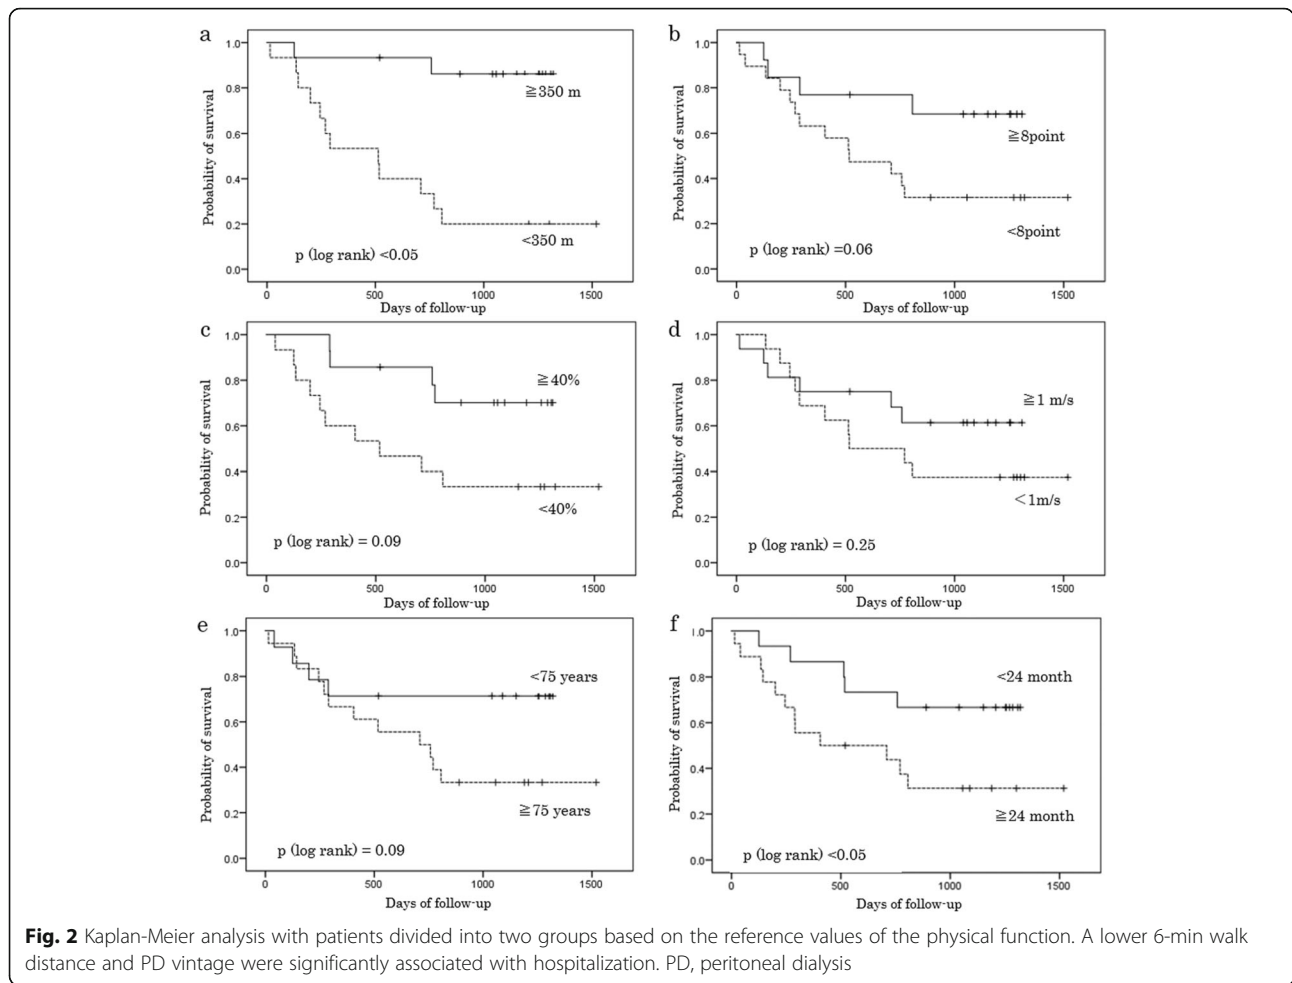 a
1.0
0.8
0.6
0.4
0.2
0.0
Probability of survival
≧350 m
<350 m
p (log rank) <0.05
0 500 1000 1500
Days of follow-up
b
1.0
0.8
0.6
0.4
0.2
0.0
Probability of survival
≧8point
<8point
p (log rank) =0.06
0 500 1000 1500
Days of follow-up
c
1.0
0.8
0.6
0.4
0.2
0.0
Probability of survival
≧40%
<40%
p (log rank) = 0.09
0 500 1000 1500
Days of follow-up
d
1.0
0.8
0.6
0.4
0.2
0.0
Probability of survival
≧1 m/s
<1m/s
p (log rank) = 0.25
0 500 1000 1500
Days of follow-up
e
1.0
0.8
0.6
0.4
0.2
0.0
Probability of survival
<75 years
≧75 years
p (log rank) = 0.09
0 500 1000 1500
Days of follow-up
f
1.0
0.8
0.6
0.4
0.2
0.0
Probability of survival
<24 month
≧24 month
p (log rank) <0.05
0 500 1000 1500
Days of follow-up
Fig. 2 Kaplan-Meier analysis with patients divided into two groups based on the reference values of the physical function. A lower 6-min walk
distance and PD vintage were significantly associated with hospitalization. PD, peritoneal dialysis